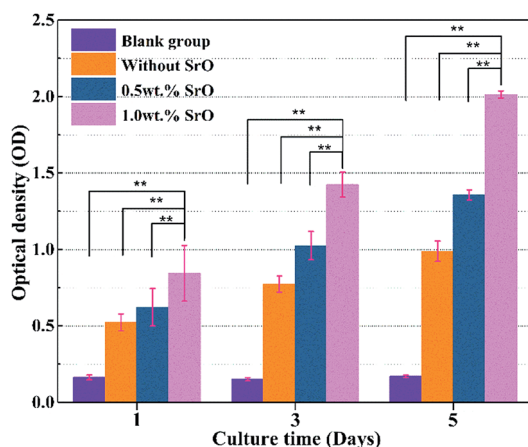 Blank group
Without SrO
0.5wt.% SrO
1.0wt.% SrO
**
**
**
**
**
**
**
**
**
Optical density (OD)
2.5
2.0
1.5
1.0
0.5
0.0
1 3 5
Culture time (Days)